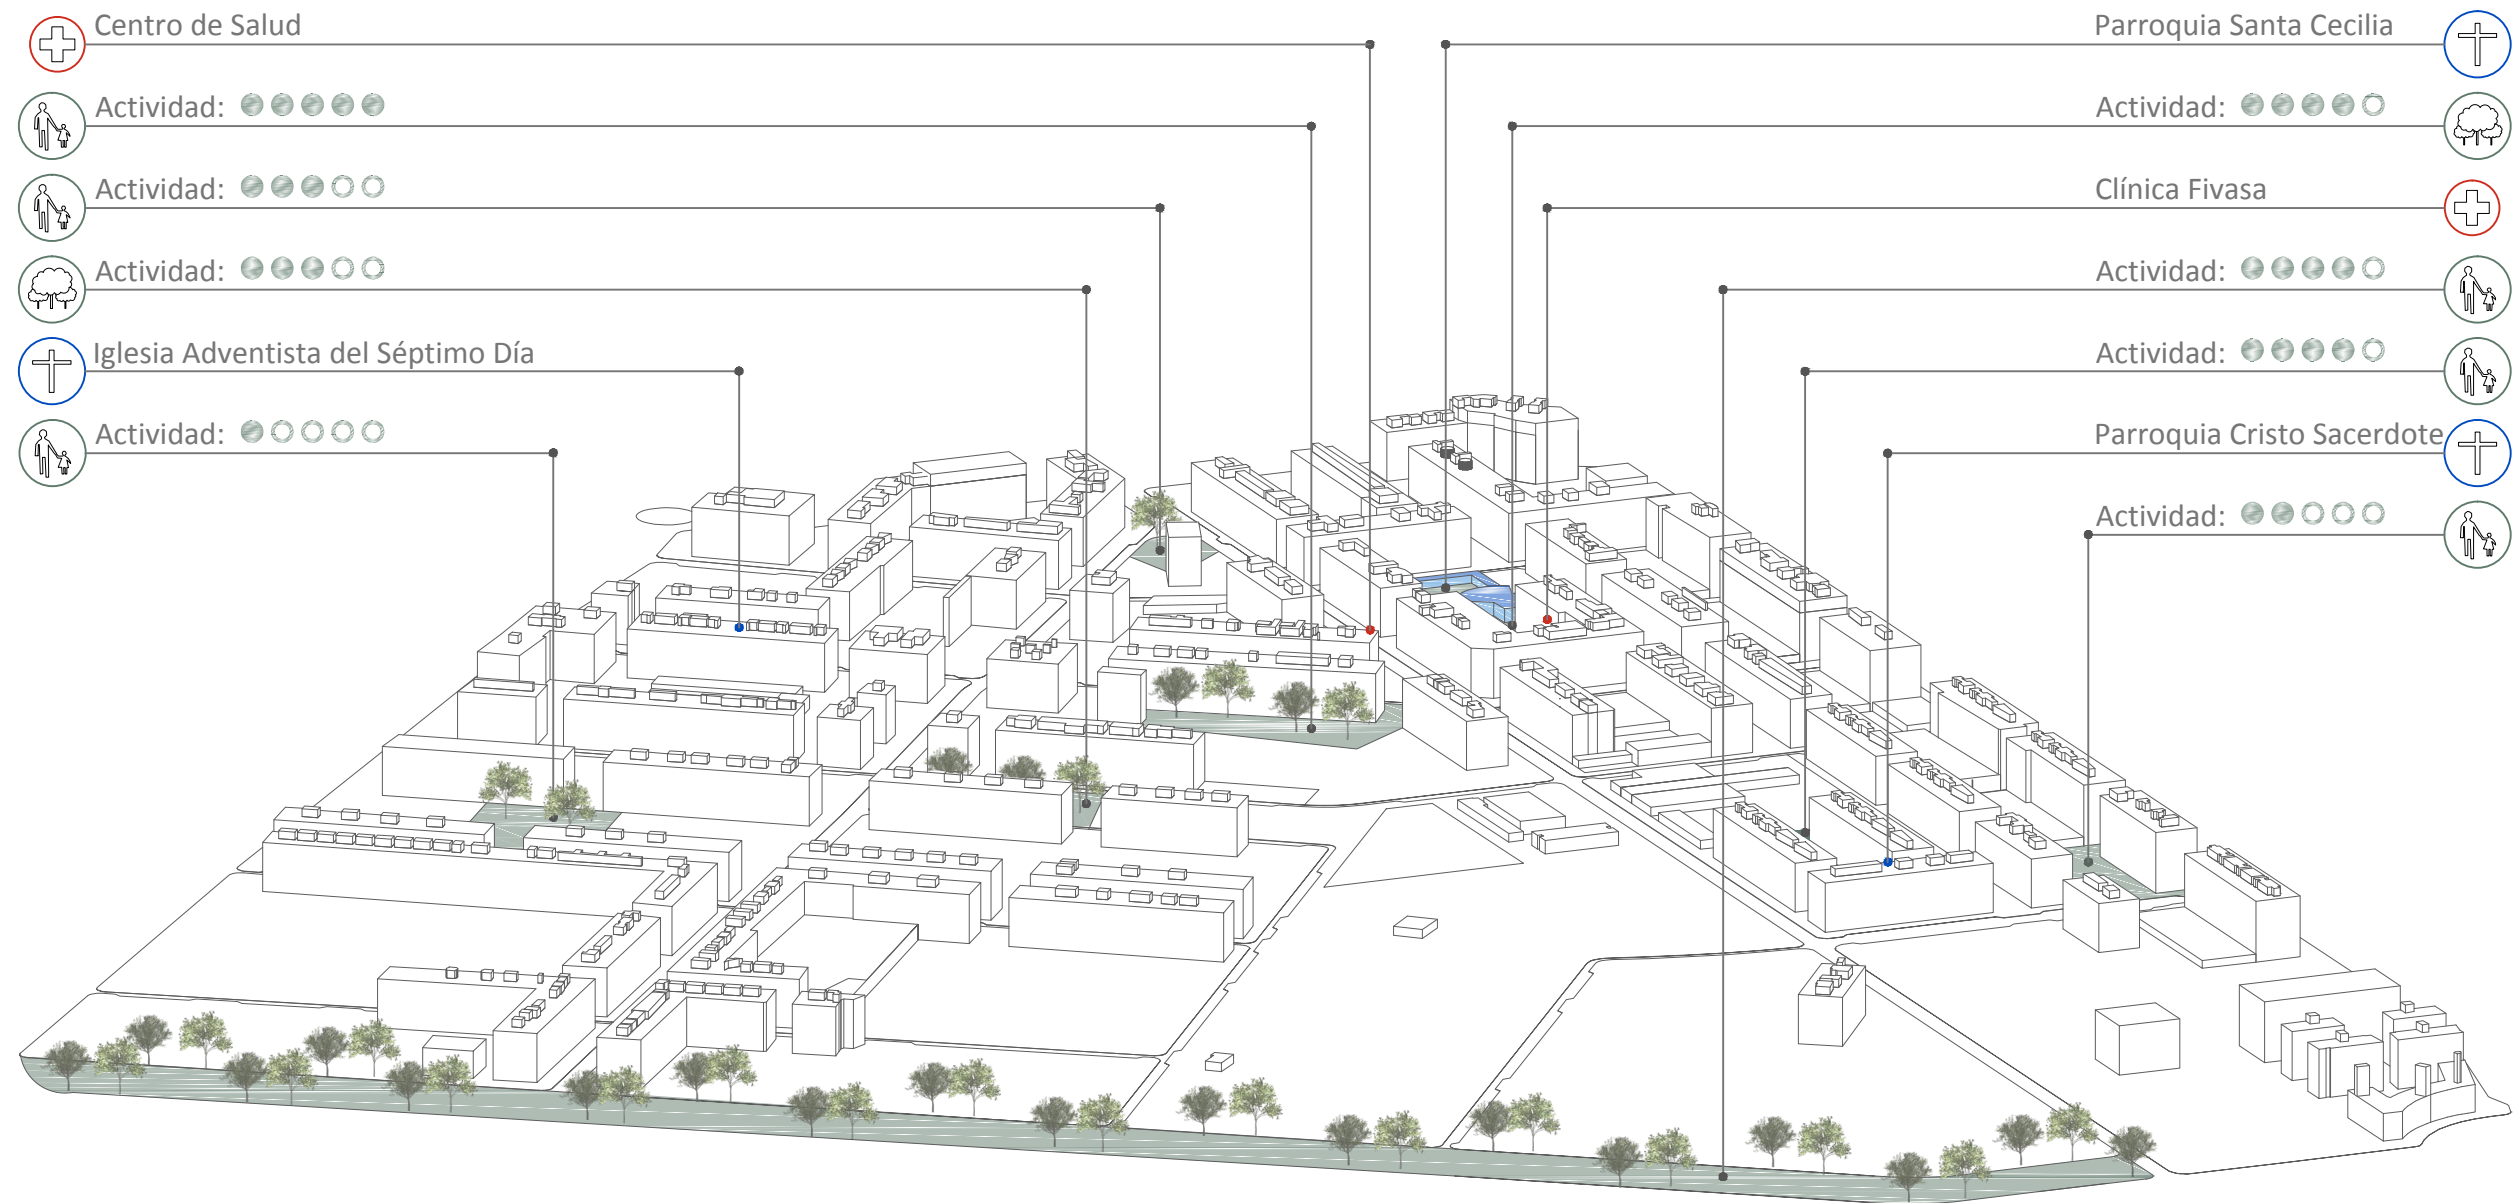 Centro de Salud
Actividad:
Actividad:
Actividad:
Iglesia Adventista del Séptimo Día
Actividad:
Parroquia Santa Cecilia
Actividad:
Clínica Fivasa
Actividad:
Actividad:
Parroquia Cristo Sacerdote
Actividad: